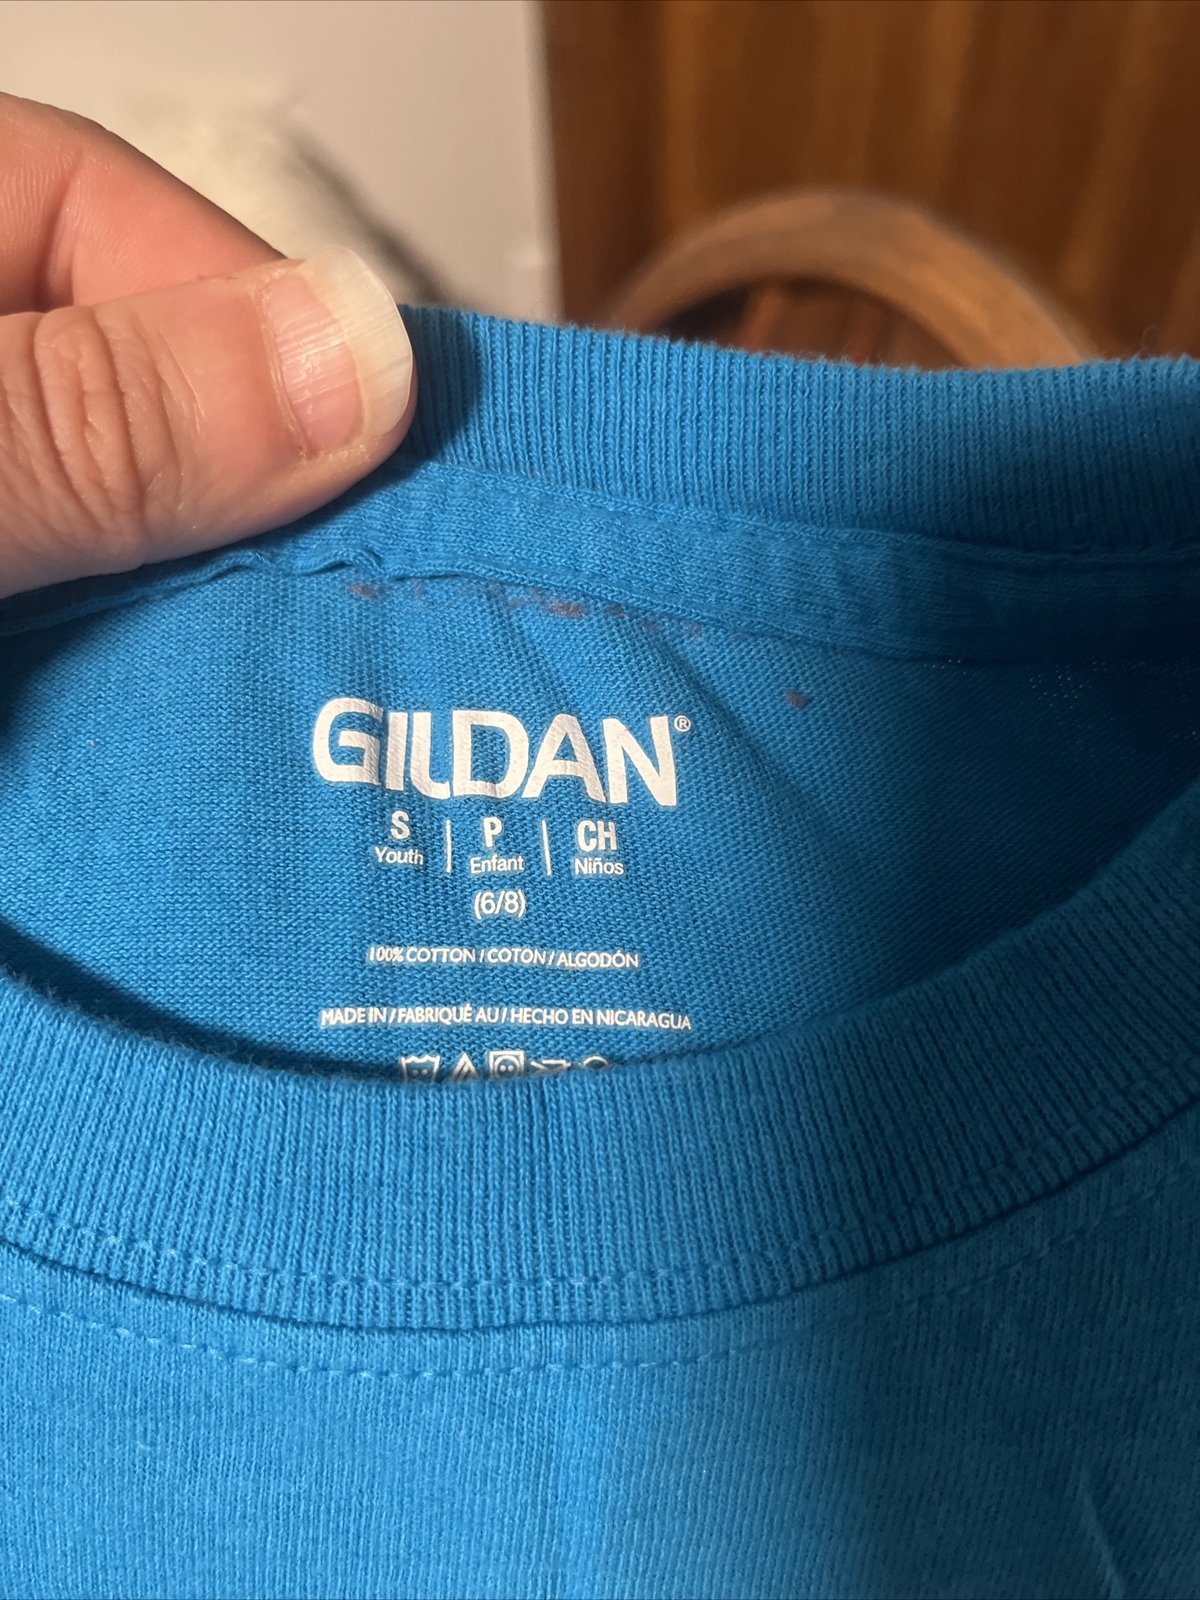 GILDAN®
S | P | CH
Youth | Enfant | Niños
(6/8)
100% COTTON / COTON / ALGODÓN
MADE IN / FABRIQUÉ AU / HECHO EN NICARAGUA